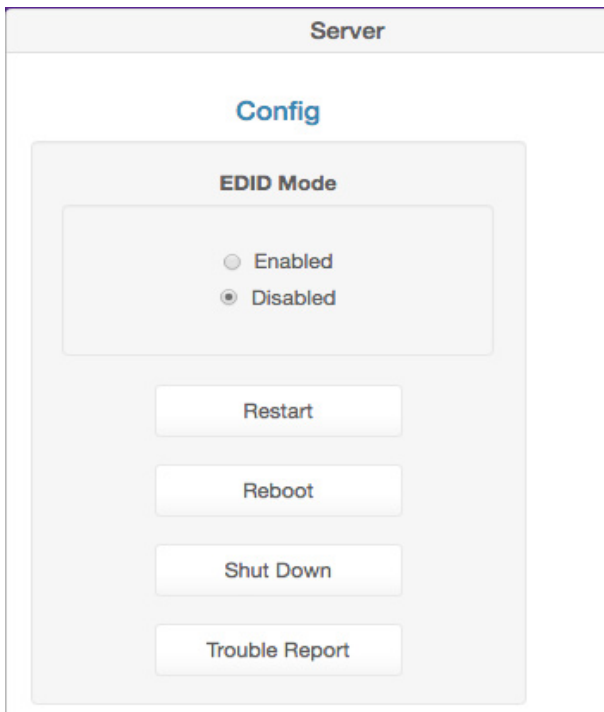 Server
Config
EDID Mode
Enabled
Disabled
Restart
Reboot
Shut Down
Trouble Report